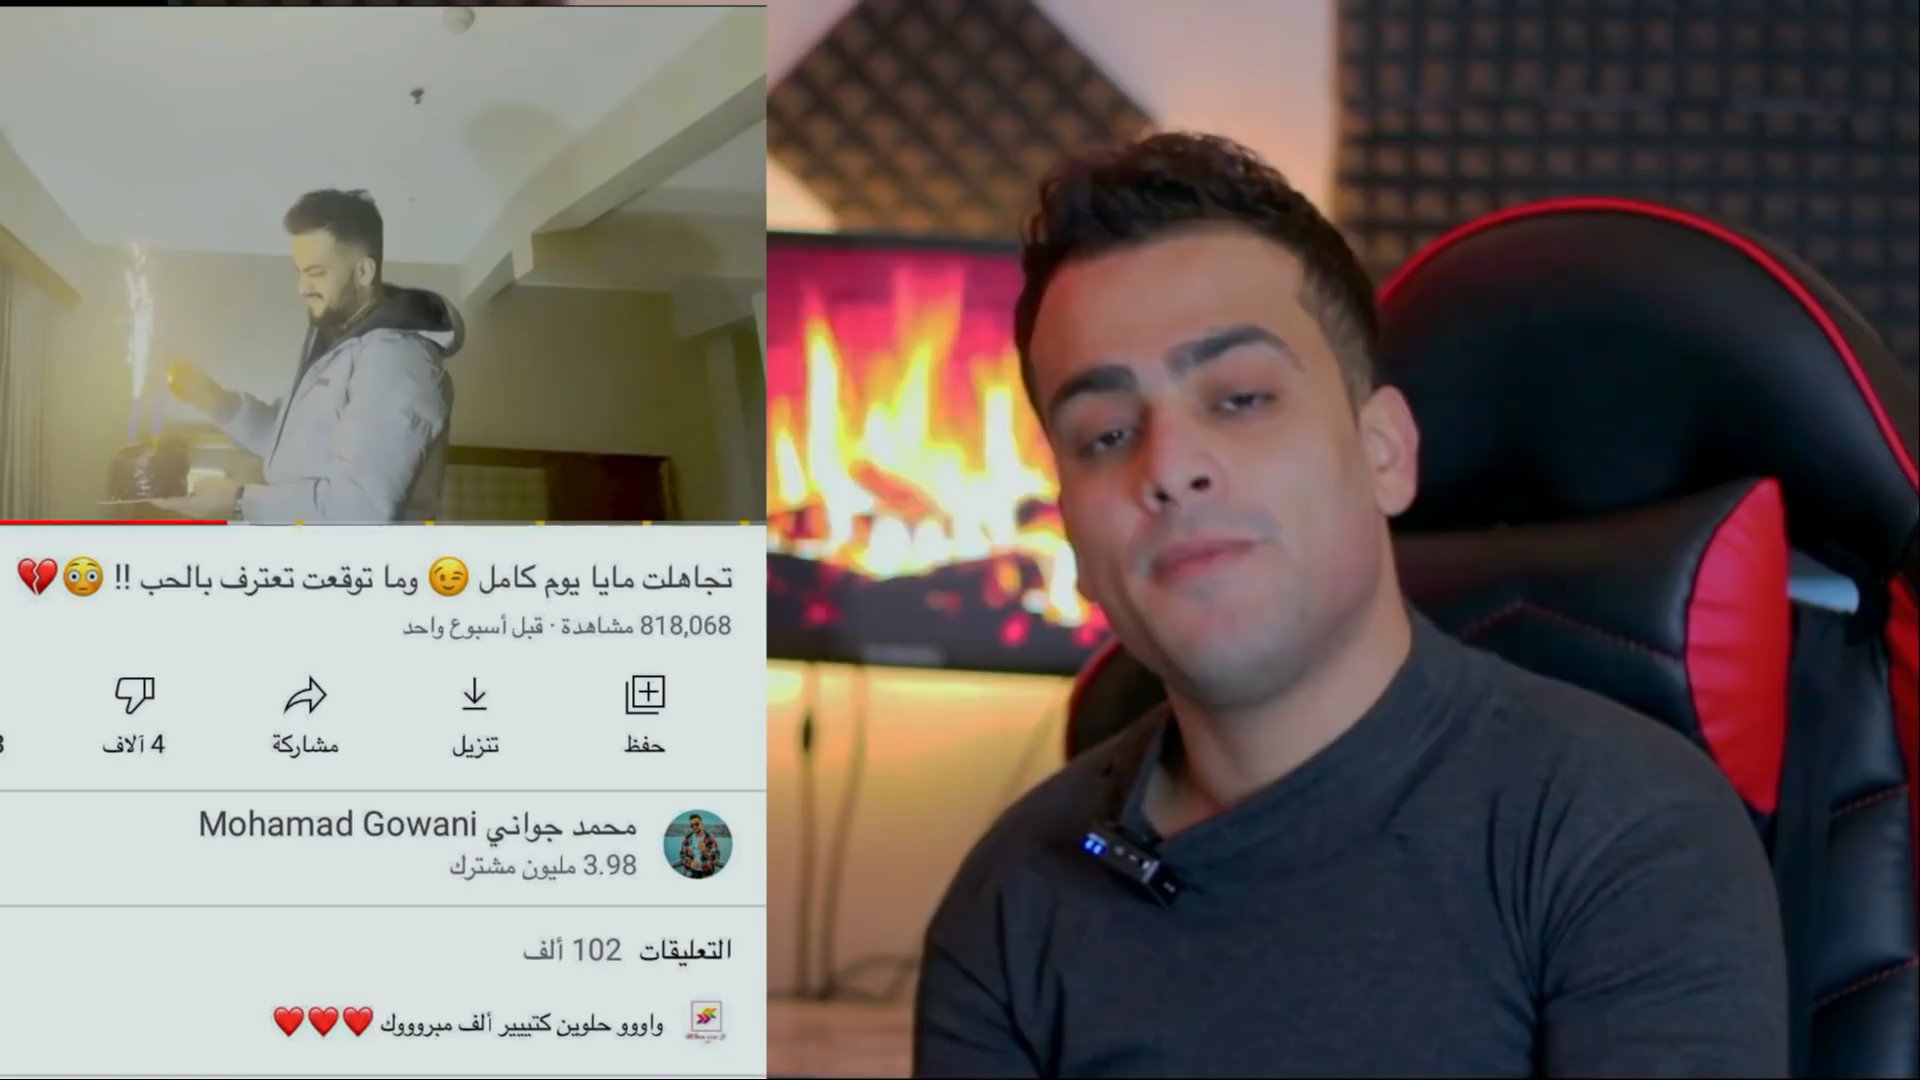 تجاهلت مايا يوم كامل 😉 وما توقعت تعترف بالحب !! 😳💔
818,068 مشاهدة · قبل أسبوع واحد
حفظ
تنزيل
مشاركة
4 آلاف
محمد جواني Mohamad Gowani
3.98 مليون مشترك
التعليقات 102 ألف
واووو حلوين كتييير ألف مبروووك ❤️❤️❤️